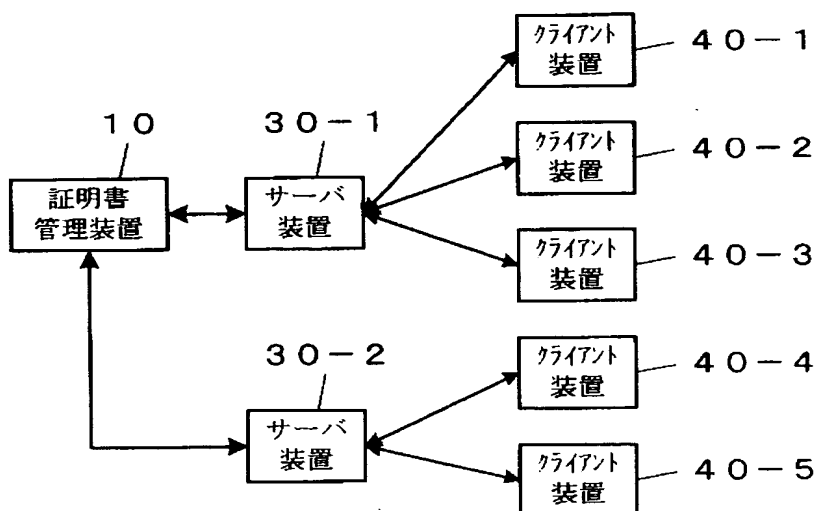 クライアント
装置
40-1
10
30-1
クライアント
装置
40-2
証明書
管理装置
サーバ
装置
クライアント
装置
40-3
30-2
クライアント
装置
40-4
サーバ
装置
クライアント
装置
40-5